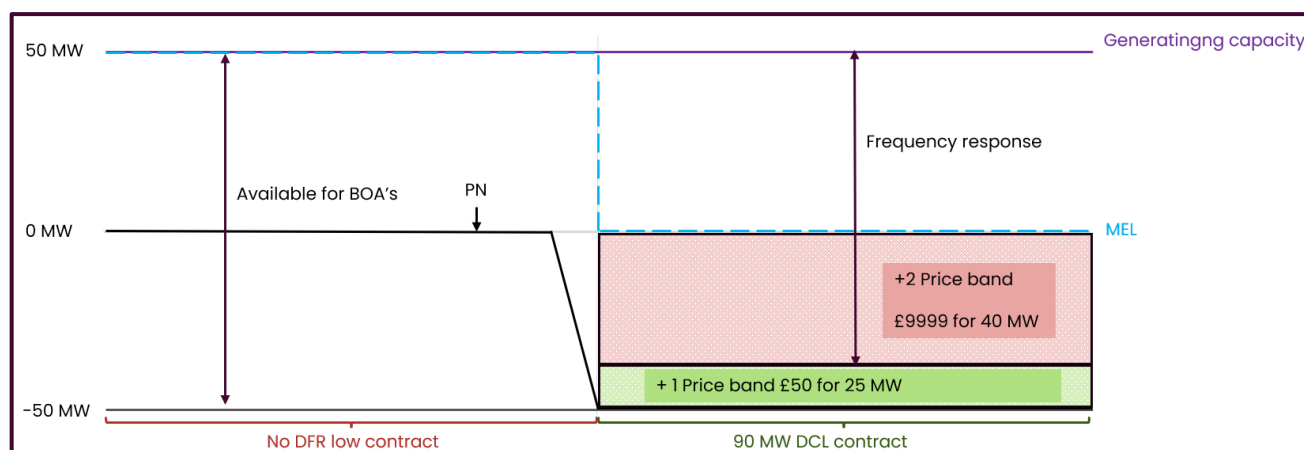 50 MW
Generatingng capacity
Frequency response
Available for BOA's
PN
0 MW
MEL
+2 Price band
£9999 for 40 MW
+ 1 Price band £50 for 25 MW
-50 MW
No DFR low contract
90 MW DCL contract